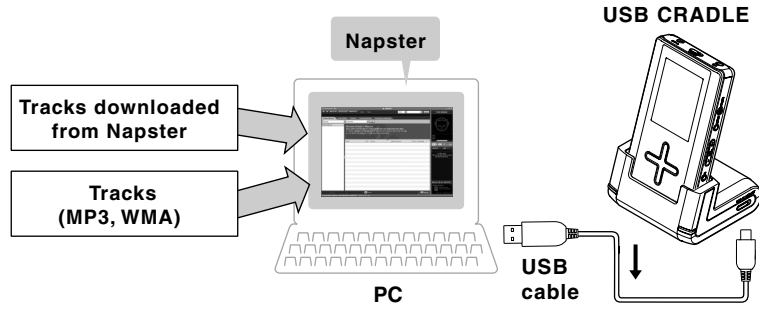 USB CRADLE
Napster
Tracks downloaded
from Napster
Tracks
(MP3, WMA)
USB
cable
PC